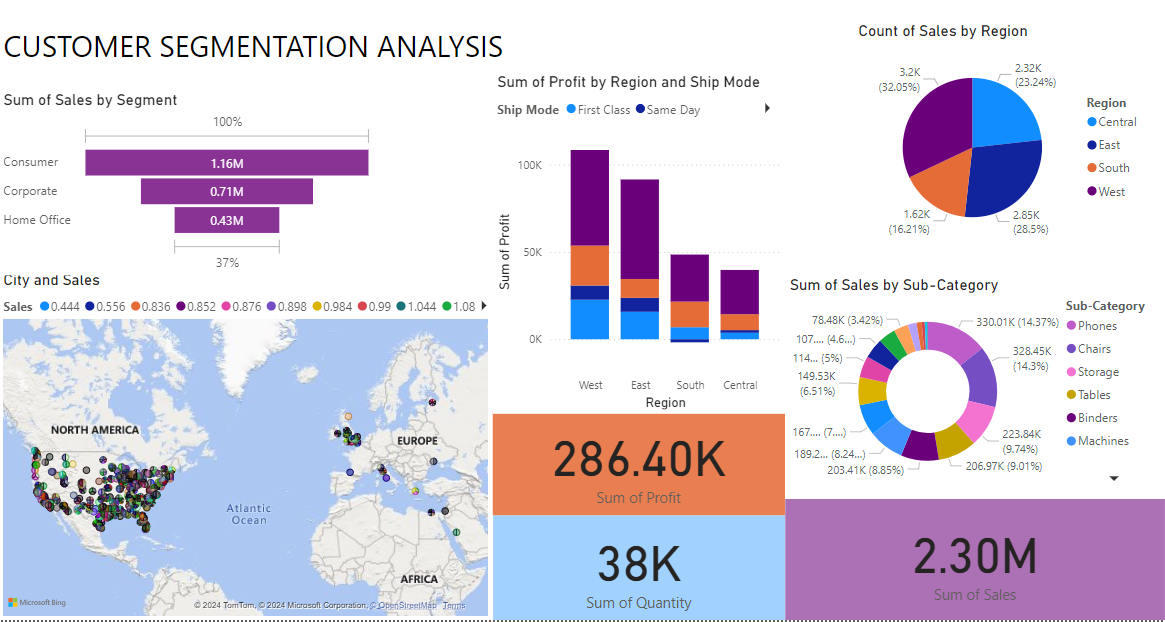 CUSTOMER SEGMENTATION ANALYSIS
Sum of Sales by Segment
100%
Consumer 1.16M
Corporate 0.71M
Home Office 0.43M
37%
City and Sales
Sales 0.444 0.556 0.836 0.852 0.876 0.898 0.984 0.99 1.044 1.08
NORTH AMERICA
EUROPE
Atlantic
Ocean
AFRICA
Microsoft Bing
© 2024 TomTom, © 2024 Microsoft Corporation, © OpenStreetMap Terms
Sum of Profit by Region and Ship Mode
Ship Mode First Class Same Day
Sum of Profit
100K
50K
0K
West East South Central
Region
286.40K
Sum of Profit
38K
Sum of Quantity
Count of Sales by Region
3.2K
(32.05%)
2.32K
(23.24%)
1.62K
(16.21%)
2.85K
(28.5%)
Region
Central
East
South
West
Sum of Sales by Sub-Category
78.48K (3.42%)
107.... (4.6...)
114... (5%)
149.53K
(6.51%)
167.... (7....)
189.2... (8.24...)
203.41K (8.85%)
330.01K (14.37%)
328.45K
(14.3%)
223.84K
(9.74%)
206.97K (9.01%)
Sub-Category
Phones
Chairs
Storage
Tables
Binders
Machines
2.30M
Sum of Sales